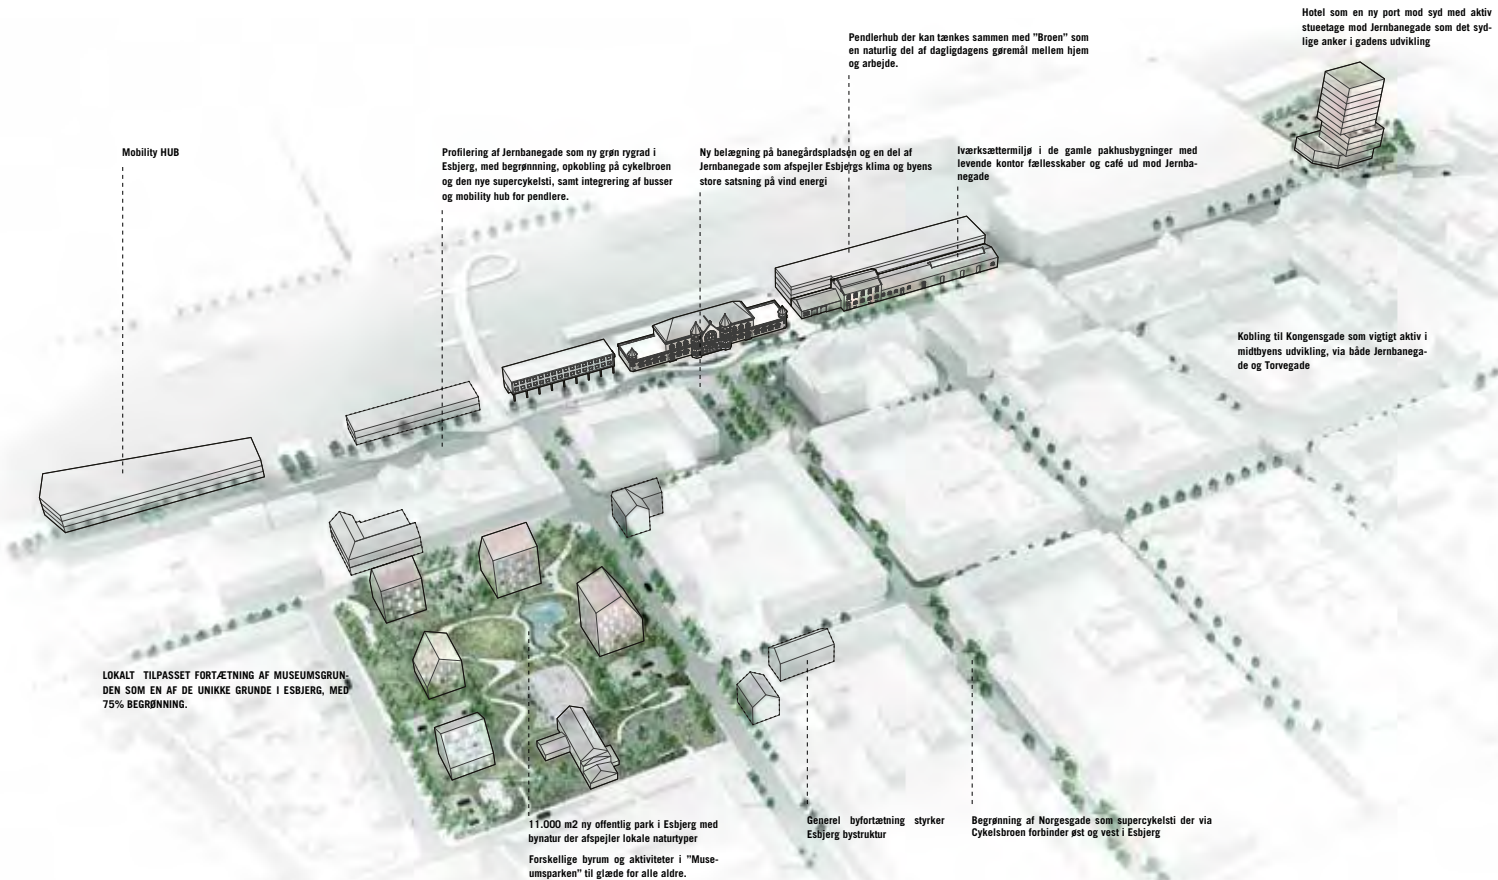 Hotel som en ny port mod syd med aktiv
stueetage mod Jernbanegade som det syd-
lige anker i gadens udvikling
Pendlerhub der kan tænkes sammen med "Broen" som
en naturlig del af dagligdagens gøremål mellem hjem
og arbejde.
Mobility HUB
Profilering af Jernbanegade som ny grøn rygrad i
Esbjerg, med begrønnning, opkobling på cykelbroen
og den nye supercykelsti, samt integrering af busser
og mobility hub for pendlere.
Ny belægning på banegårdspladsen og en del af
Jernbanegade som afspejler Esbjergs klima og byens
store satsning på vind energi
Iværksættermiljø i de gamle pakhusbygninger med
levende kontor fællesskaber og café ud mod Jernba-
negade
Kobling til Kongensgade som vigtigt aktiv i
midtbyens udvikling, via både Jernbanega-
de og Torvegade
LOKALT TILPASSET FORTÆTNING AF MUSEUMSGRUN-
DEN SOM EN AF DE UNIKKE GRUNDE I ESBJERG, MED
75% BEGRØNNING.
11.000 m2 ny offentlig park i Esbjerg med
bynatur der afspejler lokale naturtyper
Forskellige byrum og aktiviteter i "Muse-
umsparken" til glæde for alle aldre.
Generel byfortætning styrker
Esbjerg bystruktur
Begrønning af Norgesgade som supercykelsti der via
Cykelsbroen forbinder øst og vest i Esbjerg